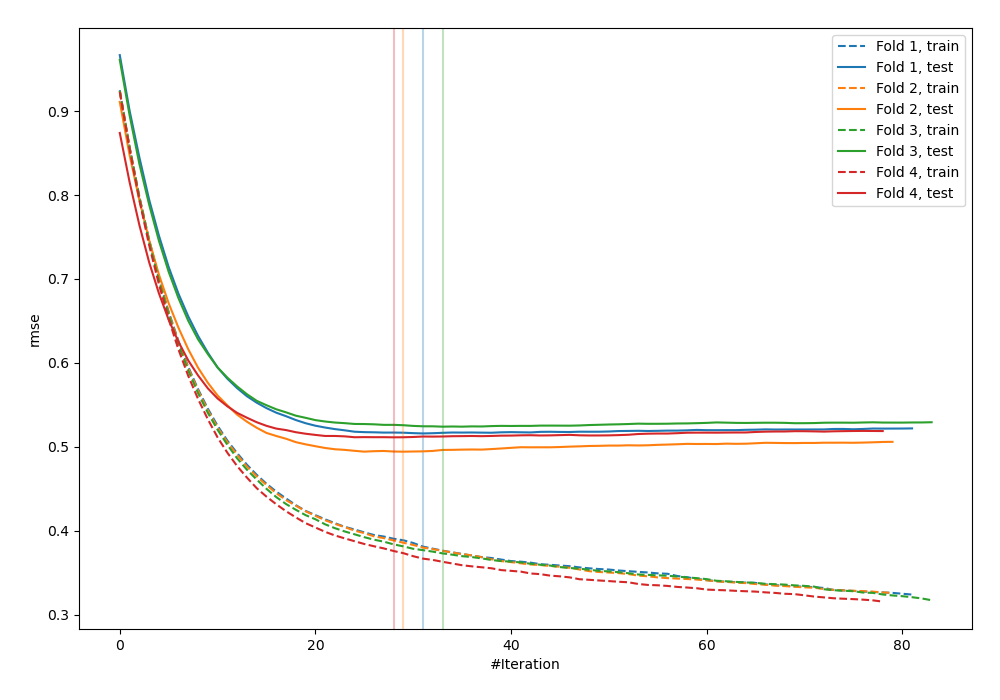 0.9
0.8
0.7
0.6
0.5
0.4
0.3
rmse
0
20
40
60
80
#Iteration
Fold 1, train
Fold 1, test
Fold 2, train
Fold 2, test
Fold 3, train
Fold 3, test
Fold 4, train
Fold 4, test